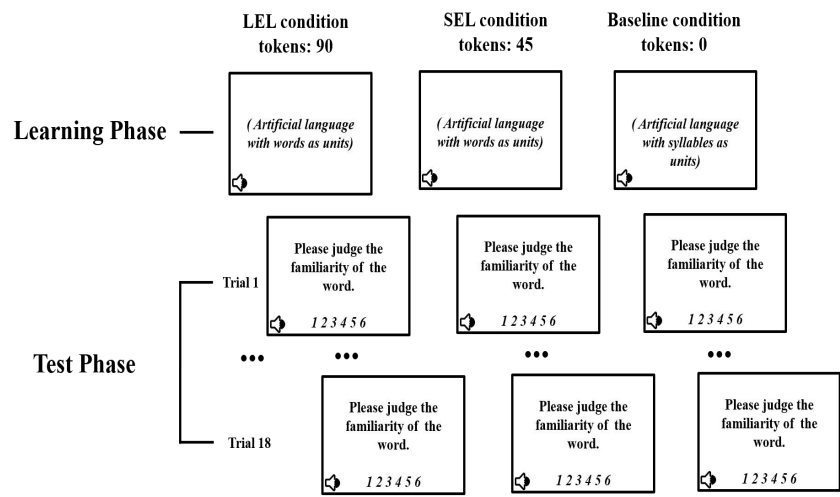 LEL condition
tokens: 90
SEL condition
tokens: 45
Baseline condition
tokens: 0
Learning Phase
( Artificial language
with words as units)
( Artificial language
with words as units)
( Artificial language
with syllables as
units)
Test Phase
Trial 1
Please judge the
familiarity of the
word.
1 2 3 4 5 6
Please judge the
familiarity of the
word.
1 2 3 4 5 6
Please judge the
familiarity of the
word.
1 2 3 4 5 6
•••
•••
•••
•••
Trial 18
Please judge the
familiarity of the
word.
1 2 3 4 5 6
Please judge the
familiarity of the
word.
1 2 3 4 5 6
Please judge the
familiarity of the
word.
1 2 3 4 5 6